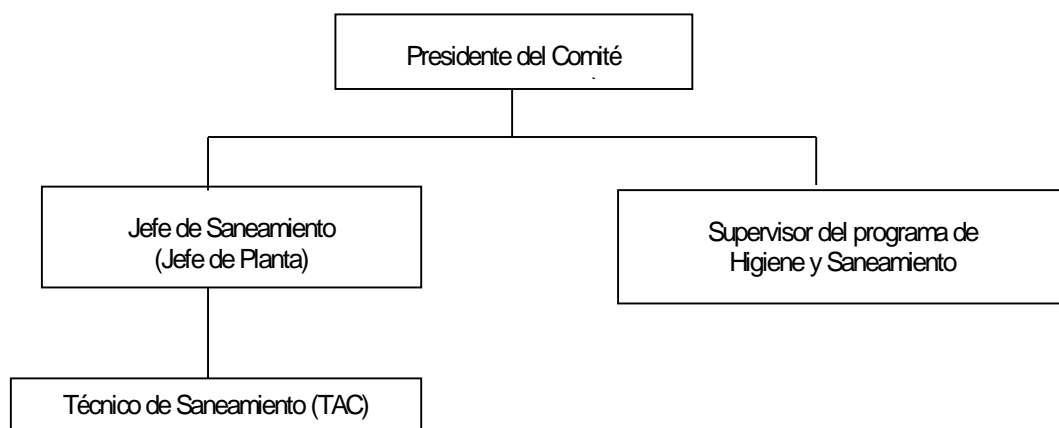 Presidente del Comité
Jefe de Saneamiento
(Jefe de Planta)
Supervisor del programa de
Higiene y Saneamiento
Técnico de Saneamiento (TAC)